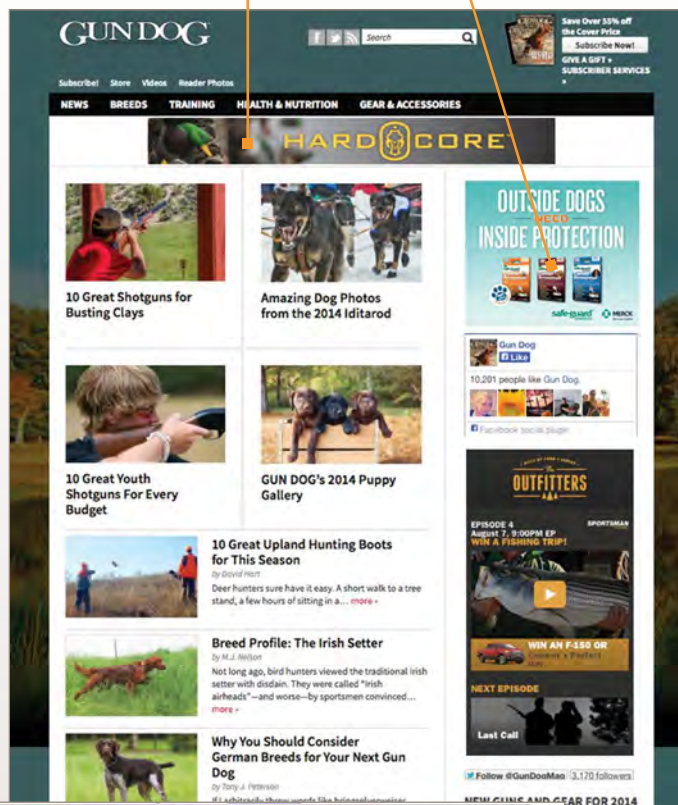 GUN DOG
Search
Save Over 55% off
the Cover Price
Subscribe Now!
GIVE A GIFT »
SUBSCRIBER SERVICES
»
Subscribe! Store Videos Reader Photos
NEWS BREEDS TRAINING HEALTH & NUTRITION GEAR & ACCESSORIES
HARD CORE
10 Great Shotguns for
Busting Clays
Amazing Dog Photos
from the 2014 Iditarod
10 Great Youth
Shotguns For Every
Budget
GUN DOG's 2014 Puppy
Gallery
10 Great Upland Hunting Boots
for This Season
by David Hart
Deer hunters sure have it easy. A short walk to a tree
stand, a few hours of sitting in a… more »
Breed Profile: The Irish Setter
by M.J. Nelson
Not long ago, bird hunters viewed the traditional Irish
setter with disdain. They were called "Irish
airheads"—and worse—by sportsmen convinced…
more »
Why You Should Consider
German Breeds for Your Next Gun
Dog
by Tony J. Peterson
OUTSIDE DOGS
NEED
INSIDE PROTECTION
safe-guard
MERCK
Gun Dog
Like
10,201 people like Gun Dog.
Facebook social plugin
The
OUTFITTERS
EPISODE 4
August 7, 9:00PM EP
WIN A FISHING TRIP!
SPORTSMAN
WIN AN F-150 OR
NEXT EPISODE
Last Call
Follow @GunDogMag 3,170 followers
NEW GUNS AND GEAR FOR 2014